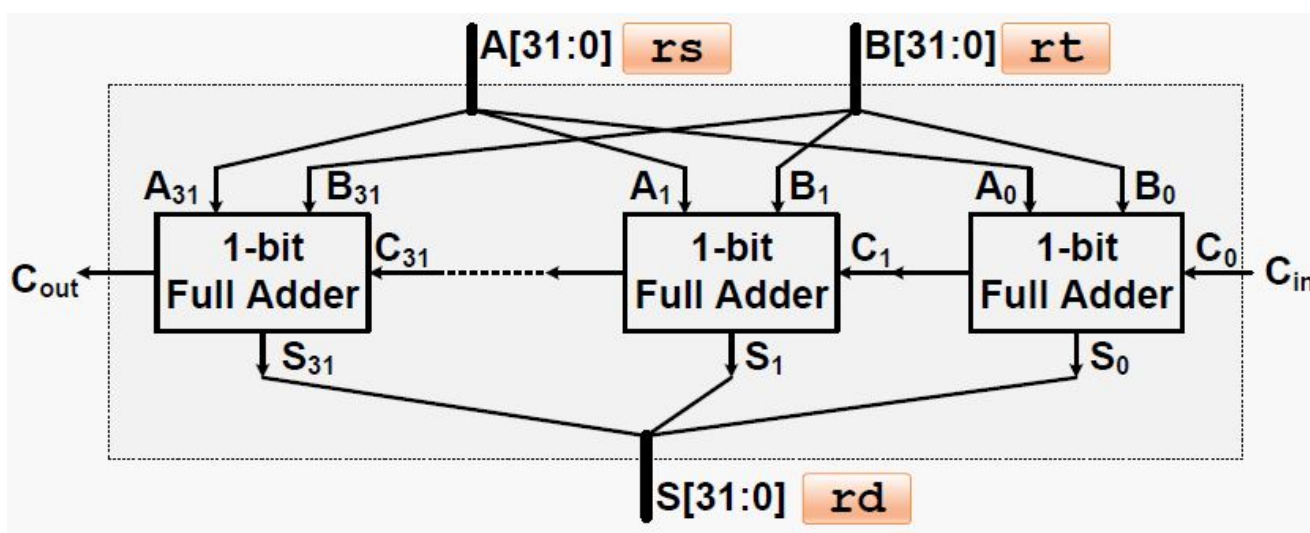 A[31:0] rs B[31:0] rt
A31 B31 A1 B1 A0 B0
Cout 1-bit Full Adder C31 1-bit Full Adder C1 1-bit Full Adder C0 Cin
S31 S1 S0
S[31:0] rd